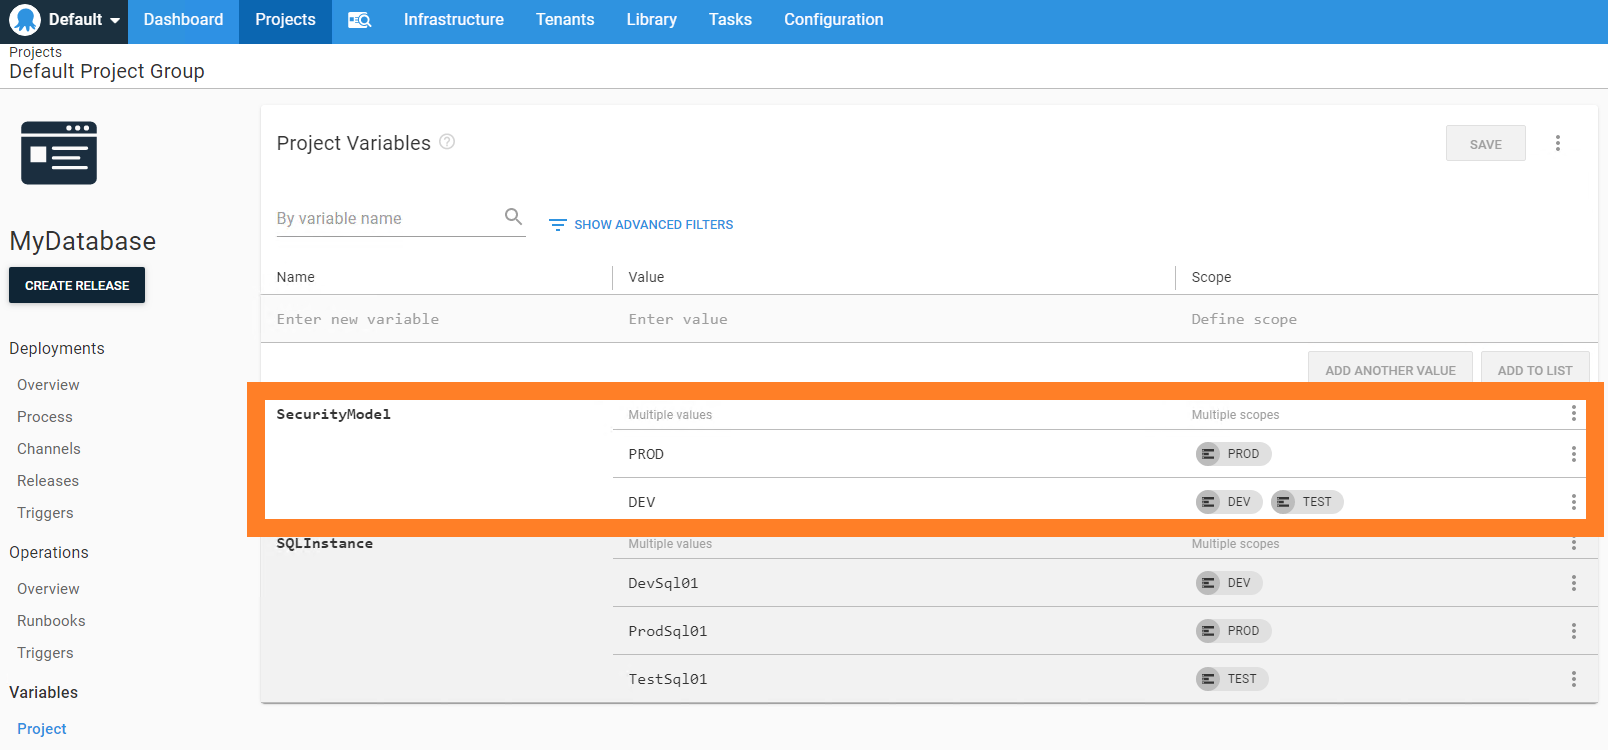 Default Dashboard Projects Infrastructure Tenants Library Tasks Configuration
Projects
Default Project Group
MyDatabase
CREATE RELEASE
Deployments
Overview
Process
Channels
Releases
Triggers
Operations
Overview
Runbooks
Triggers
Variables
Project
Project Variables ?
SAVE
By variable name
SHOW ADVANCED FILTERS
Name Value Scope
Enter new variable Enter value Define scope
ADD ANOTHER VALUE ADD TO LIST
SecurityModel Multiple values Multiple scopes
PROD PROD
DEV DEV TEST
SQLInstance Multiple values Multiple scopes
DevSql01 DEV
ProdSql01 PROD
TestSql01 TEST